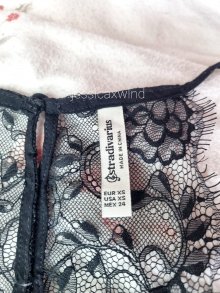 jessicaxwind
stradivarius
MADE IN CHINA
EUR XS
USA XS
MEX 24